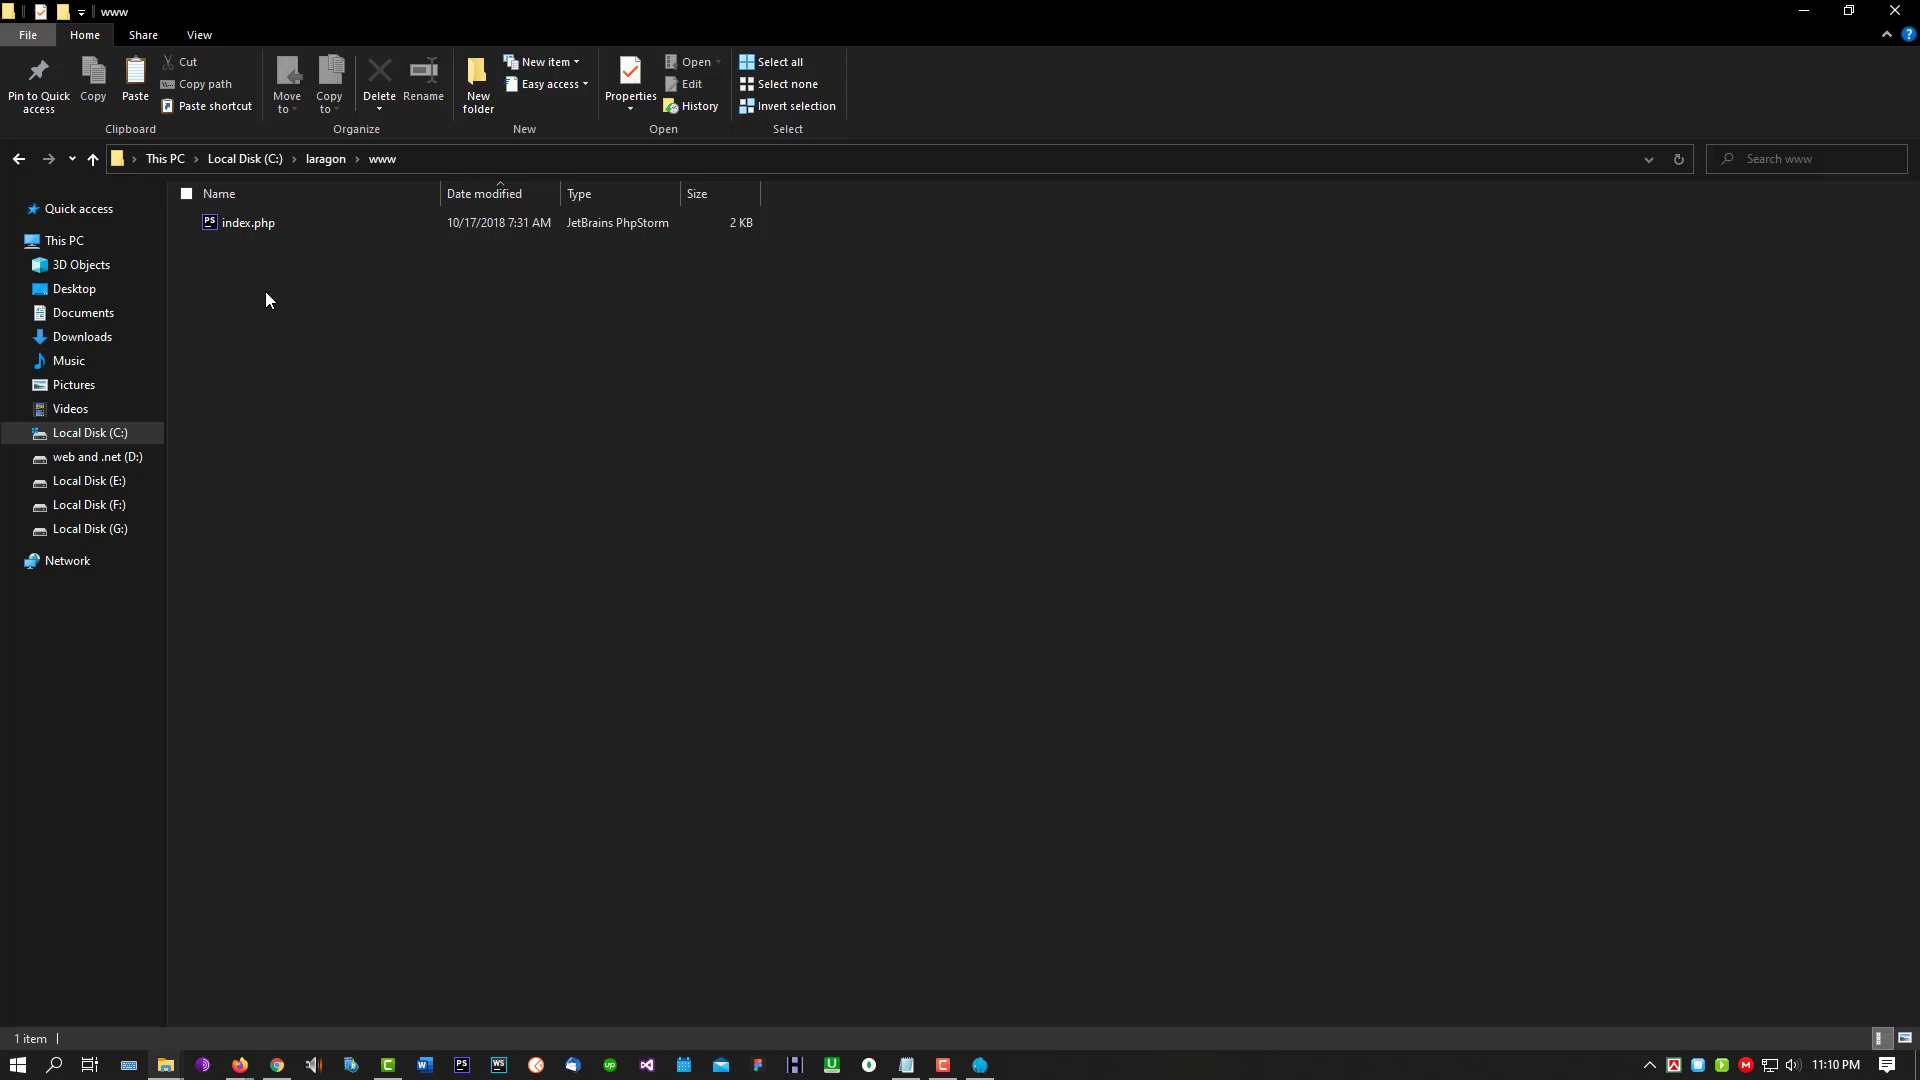 www
File Home Share View
Pin to Quick access
Copy
Paste
Cut
Copy path
Paste shortcut
Clipboard
Move to
Copy to
Delete
Rename
Organize
New folder
New item
Easy access
New
Properties
Open
Edit
History
Open
Select all
Select none
Invert selection
Select
This PC › Local Disk (C:) › laragon › www
Search www
Name Date modified Type Size
index.php 10/17/2018 7:31 AM JetBrains PhpStorm 2 KB
Quick access
This PC
3D Objects
Desktop
Documents
Downloads
Music
Pictures
Videos
Local Disk (C:)
web and .net (D:)
Local Disk (E:)
Local Disk (F:)
Local Disk (G:)
Network
1 item
11:10 PM